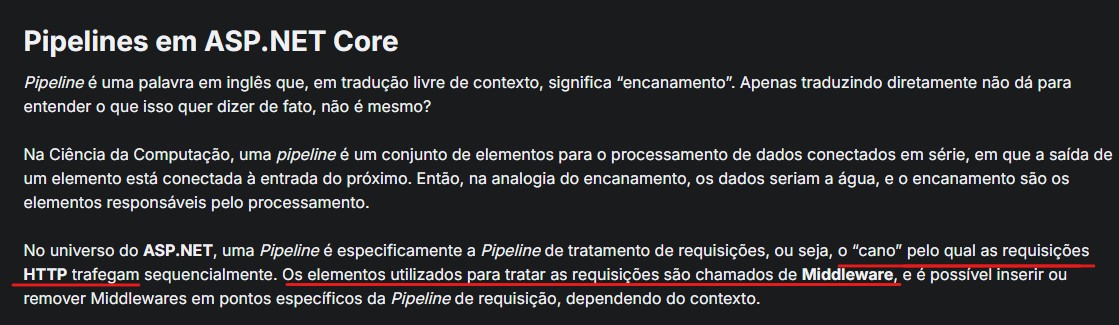 Pipelines em ASP.NET Core
Pipeline é uma palavra em inglês que, em tradução livre de contexto, significa “encanamento”. Apenas traduzindo diretamente não dá para
entender o que isso quer dizer de fato, não é mesmo?
Na Ciência da Computação, uma pipeline é um conjunto de elementos para o processamento de dados conectados em série, em que a saída de
um elemento está conectada à entrada do próximo. Então, na analogia do encanamento, os dados seriam a água, e o encanamento são os
elementos responsáveis pelo processamento.
No universo do ASP.NET, uma Pipeline é especificamente a Pipeline de tratamento de requisições, ou seja, o “cano” pelo qual as requisições
HTTP trafegam sequencialmente. Os elementos utilizados para tratar as requisições são chamados de Middleware, e é possível inserir ou
remover Middlewares em pontos específicos da Pipeline de requisição, dependendo do contexto.